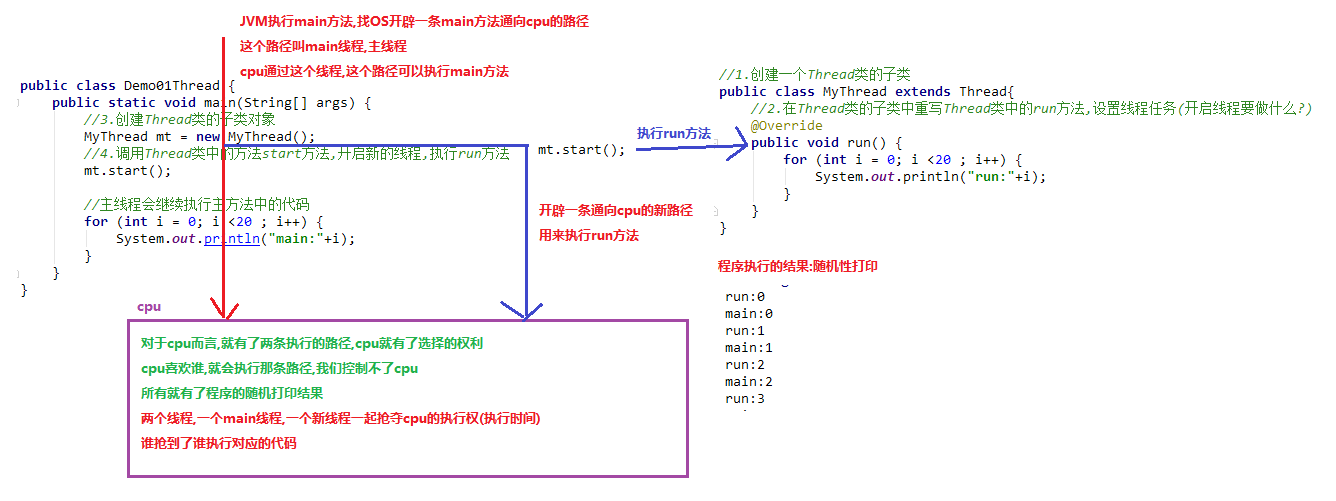 JVM执行main方法,找OS开辟一条main方法通向cpu的路径
这个路径叫main线程,主线程
cpu通过这个线程,这个路径可以执行main方法
public class Demo01Thread {
public static void main(String[] args) {
//3.创建Thread类的子类对象
MyThread mt = new MyThread();
//4.调用Thread类中的方法start方法,开启新的线程,执行run方法
mt.start();
//主线程会继续执行主方法中的代码
for (int i = 0; i <20 ; i++) {
System.out.println("main:"+i);
}
}
}
mt.start();
执行run方法
开辟一条通向cpu的新路径
用来执行run方法
//1.创建一个Thread类的子类
public class MyThread extends Thread{
//2.在Thread类的子类中重写Thread类中的run方法,设置线程任务(开启线程要做什么?)
@Override
public void run() {
for (int i = 0; i <20 ; i++) {
System.out.println("run:"+i);
}
}
}
程序执行的结果:随机性打印
run:0
main:0
run:1
main:1
run:2
main:2
run:3
cpu
对于cpu而言,就有了两条执行的路径,cpu就有了选择的权利
cpu喜欢谁,就会执行那条路径,我们控制不了cpu
所有就有了程序的随机打印结果
两个线程,一个main线程,一个新线程一起抢夺cpu的执行权(执行时间)
谁抢到了谁执行对应的代码